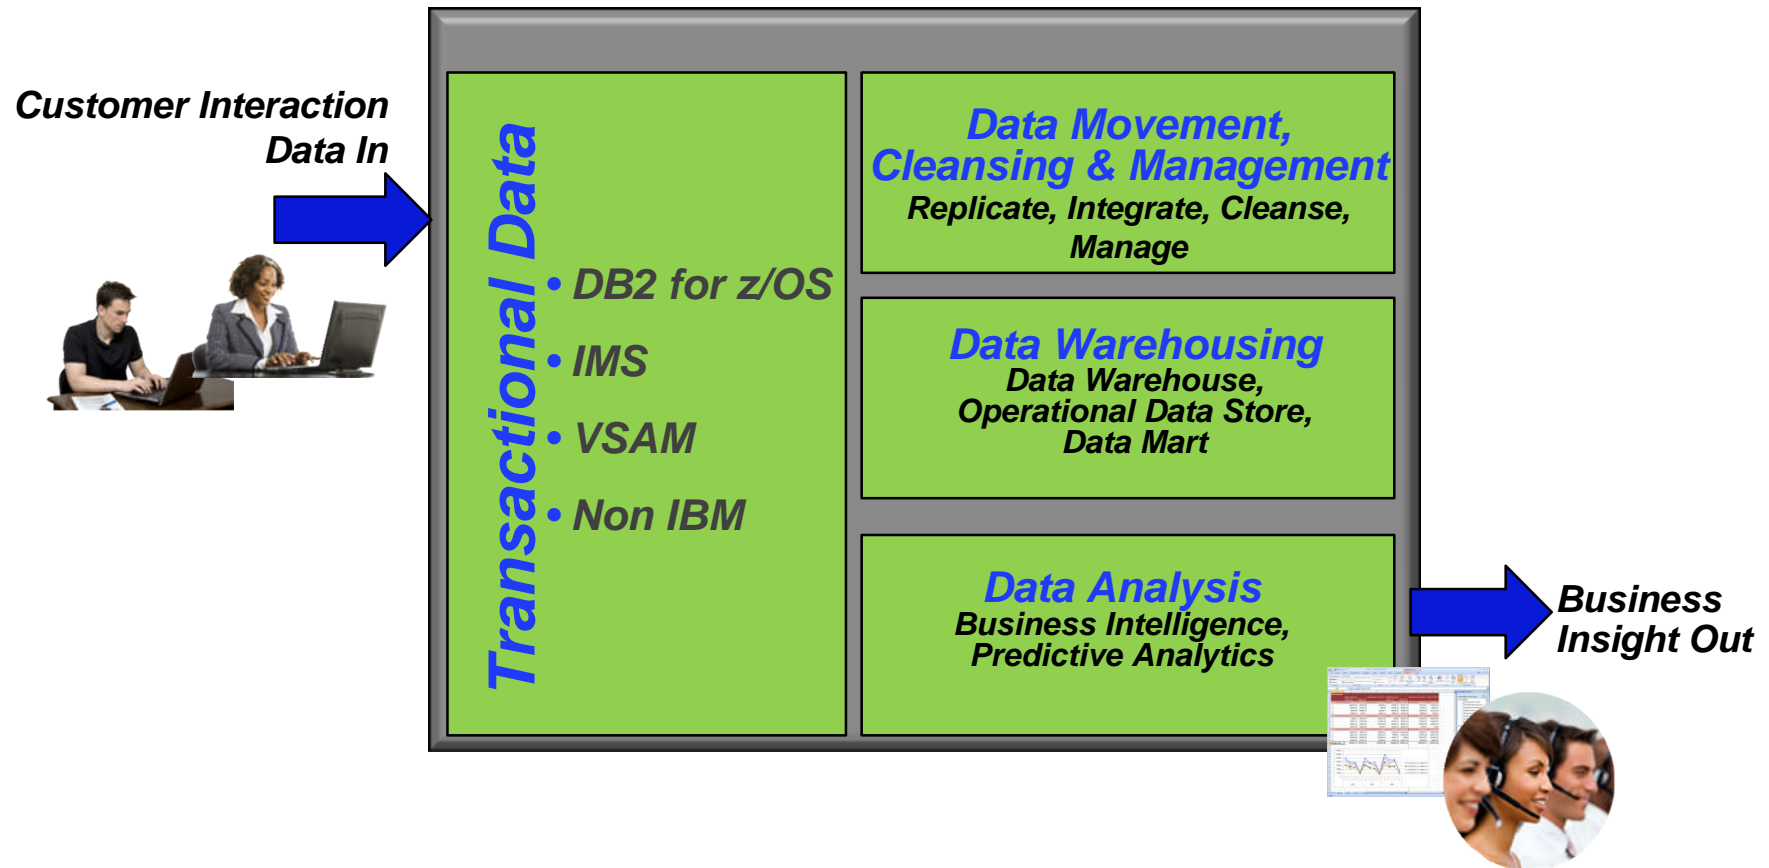 Customer Interaction
Data In
Transactional Data
• DB2 for z/OS
• IMS
• VSAM
• Non IBM
Data Movement,
Cleansing & Management
Replicate, Integrate, Cleanse,
Manage
Data Warehousing
Data Warehouse,
Operational Data Store,
Data Mart
Data Analysis
Business Intelligence,
Predictive Analytics
Business
Insight Out